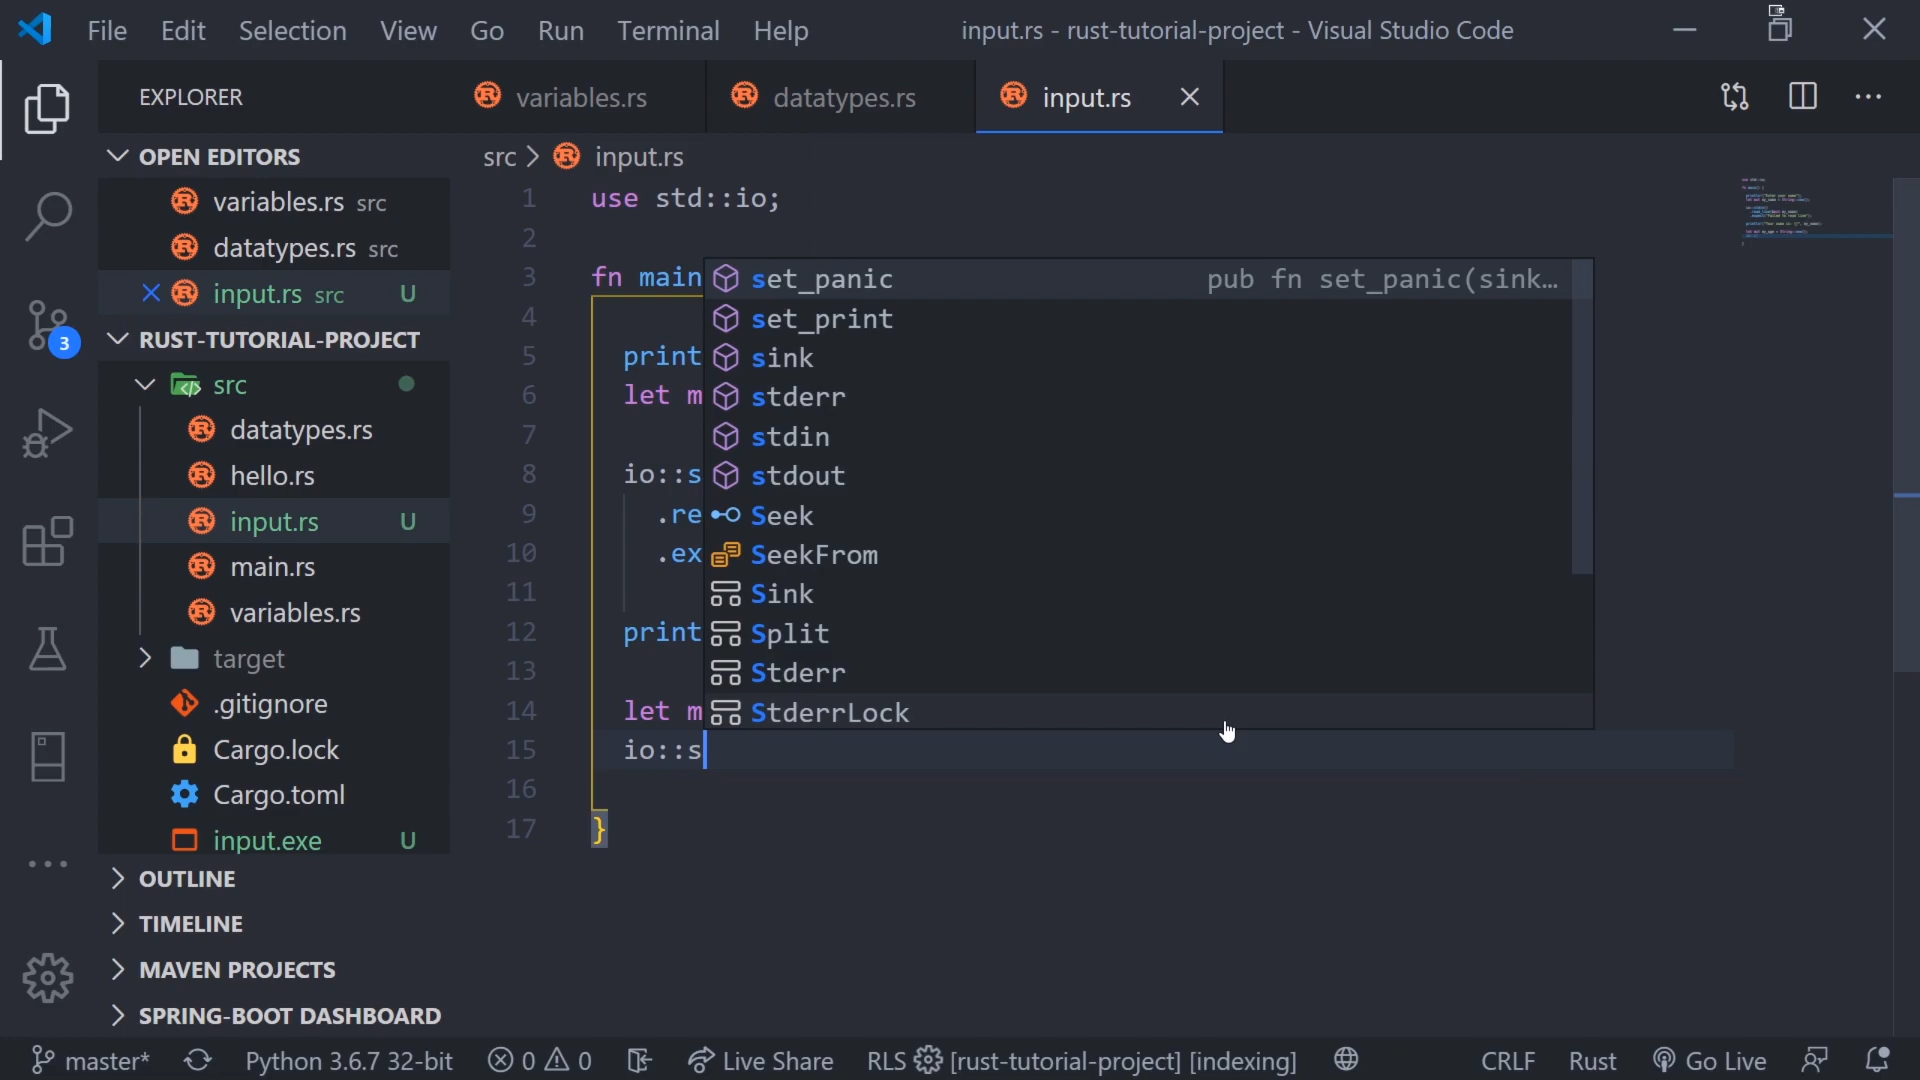 File Edit Selection View Go Run Terminal Help input.rs - rust-tutorial-project - Visual Studio Code
EXPLORER
variables.rs datatypes.rs input.rs
OPEN EDITORS
variables.rs src
datatypes.rs src
input.rs src U
3
RUST-TUTORIAL-PROJECT
src
datatypes.rs
hello.rs
input.rs U
main.rs
variables.rs
target
.gitignore
Cargo.lock
Cargo.toml
input.exe U
OUTLINE
TIMELINE
MAVEN PROJECTS
SPRING-BOOT DASHBOARD
src > input.rs
1 use std::io;
2
3 fn main
4
5 print
6 let m
7
8 io::s
9 .re
10 .ex
11
12 print
13
14 let m
15 io::s
16
17 }
set_panic pub fn set_panic(sink…
set_print
sink
stderr
stdin
stdout
Seek
SeekFrom
Sink
Split
Stderr
StderrLock
master* Python 3.6.7 32-bit 0 0 Live Share RLS [rust-tutorial-project] [indexing] CRLF Rust Go Live